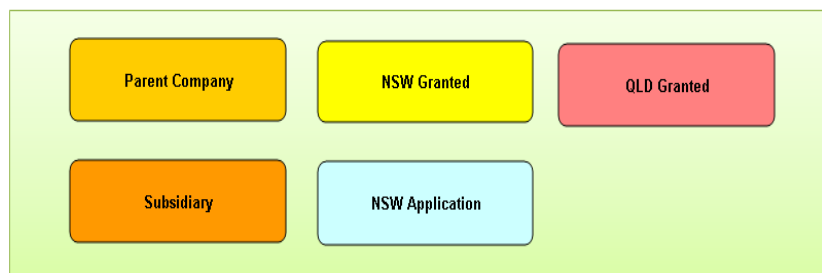 Parent Company
NSW Granted
QLD Granted
Subsidiary
NSW Application